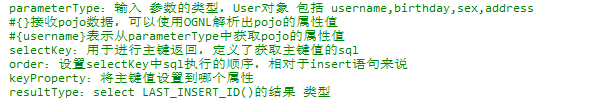 parameterType: 输入 参数的类型, User对象 包括 username,birthday,sex,address
#{}接收pojo数据, 可以使用OGNL解析出pojo的属性值
#{username}表示从parameterType中获取pojo的属性值
selectKey: 用于进行主键返回, 定义了获取主键值的sql
order: 设置selectKey中sql执行的顺序, 相对于insert语句来说
keyProperty: 将主键值设置到哪个属性
resultType: select LAST_INSERT_ID()的结果 类型